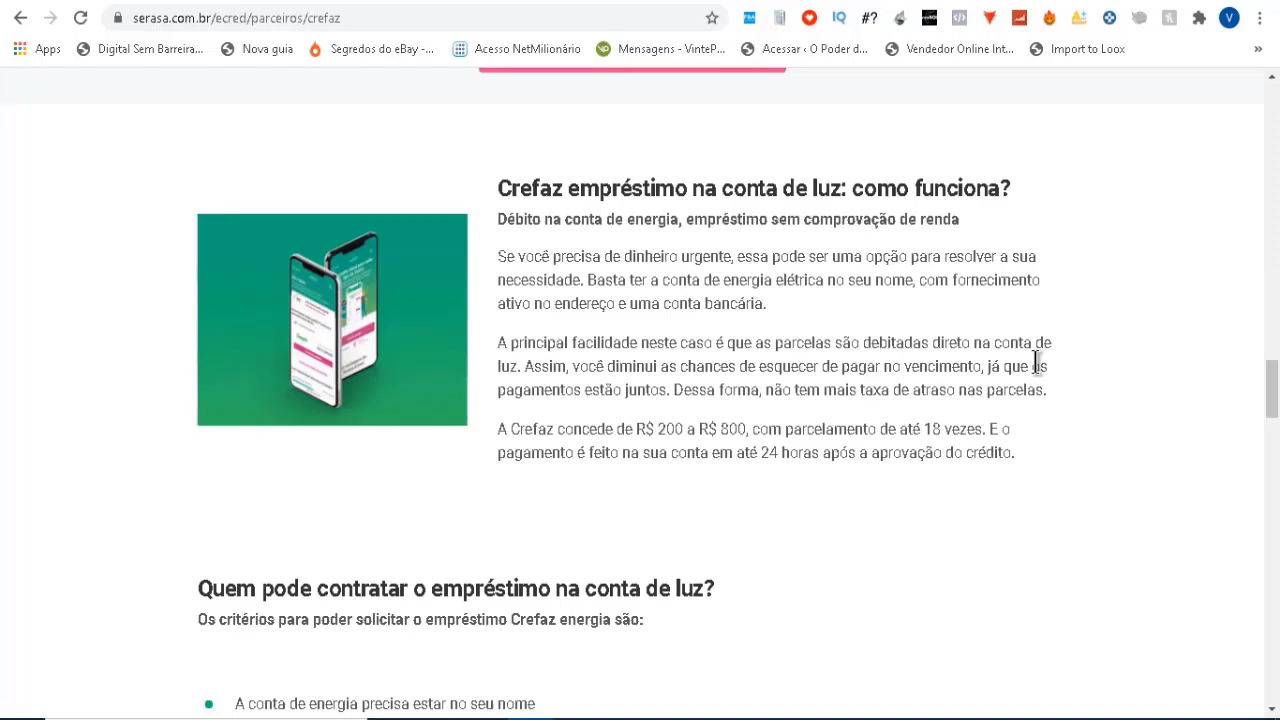 serasa.com.br/ecred/parceiros/crefaz
#?
V
Apps
Digital Sem Barreira...
Nova guia
Segredos do eBay -...
Acesso NetMilionário
Mensagens - VinteP...
Acessar ‹ O Poder d...
Vendedor Online Int...
Import to Loox
»
Crefaz empréstimo na conta de luz: como funciona?
Débito na conta de energia, empréstimo sem comprovação de renda
Se você precisa de dinheiro urgente, essa pode ser uma opção para resolver a sua
necessidade. Basta ter a conta de energia elétrica no seu nome, com fornecimento
ativo no endereço e uma conta bancária.
A principal facilidade neste caso é que as parcelas são debitadas direto na conta de
luz. Assim, você diminui as chances de esquecer de pagar no vencimento, já que os
pagamentos estão juntos. Dessa forma, não tem mais taxa de atraso nas parcelas.
A Crefaz concede de R$ 200 a R$ 800, com parcelamento de até 18 vezes. E o
pagamento é feito na sua conta em até 24 horas após a aprovação do crédito.
Quem pode contratar o empréstimo na conta de luz?
Os critérios para poder solicitar o empréstimo Crefaz energia são:
A conta de energia precisa estar no seu nome